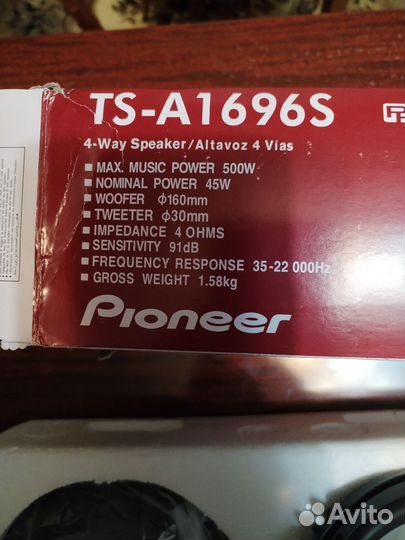 TS-A1696S
4-Way Speaker/Altavoz 4 Vías
■ MAX. MUSIC POWER 500W
■ NOMINAL POWER 45W
■ WOOFER ϕ160mm
■ TWEETER ϕ30mm
■ IMPEDANCE 4 OHMS
■ SENSITIVITY 91dB
■ FREQUENCY RESPONSE 35-22 000Hz
■ GROSS WEIGHT 1.58kg
Pioneer
Avito